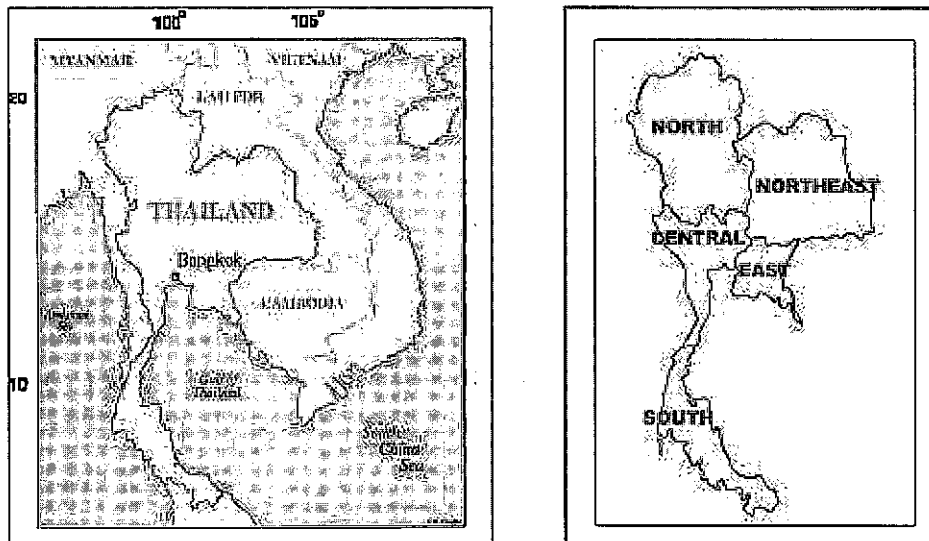 100° 105°
MYANMAR VIETNAM
20
LAO PDR
THAILAND
Bangkok
CAMBODIA
Andaman
10
Gulf of
Thailand
South
China
Sea
NORTH
NORTHEAST
CENTRAL
EAST
SOUTH